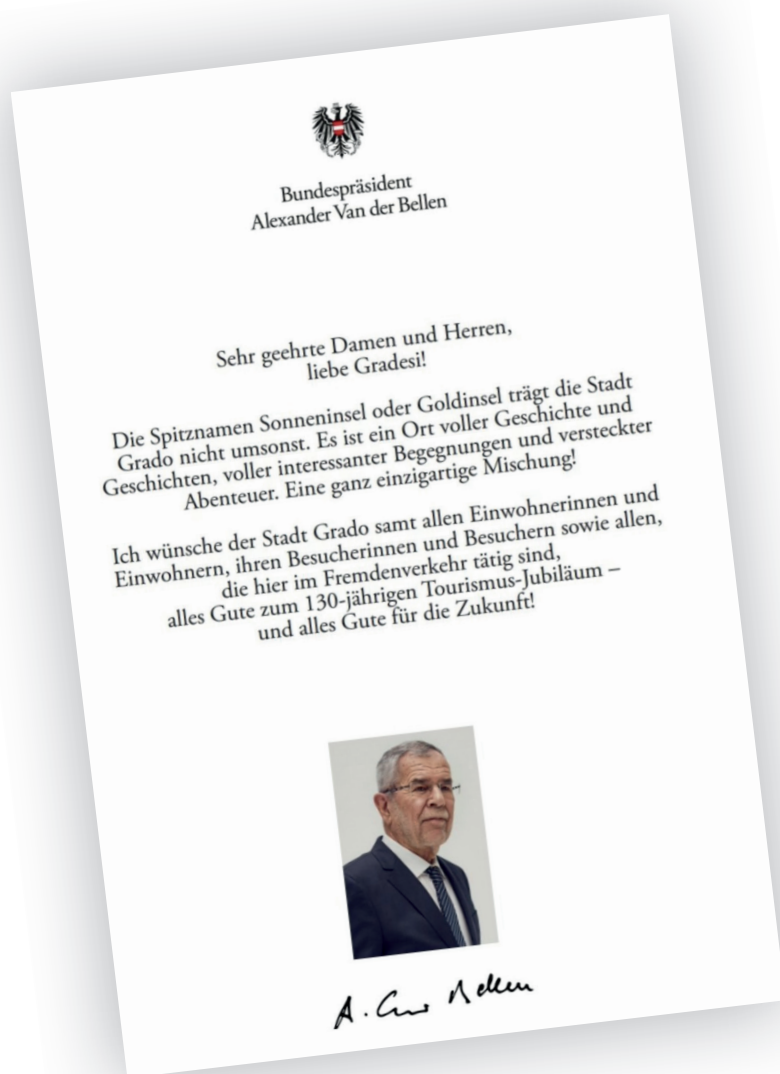 Bundespräsident
Alexander Van der Bellen
Sehr geehrte Damen und Herren,
liebe Gradesi!
Die Spitznamen Sonneninsel oder Goldinsel trägt die Stadt
Grado nicht umsonst. Es ist ein Ort voller Geschichte und
Geschichten, voller interessanter Begegnungen und versteckter
Abenteuer. Eine ganz einzigartige Mischung!
Ich wünsche der Stadt Grado samt allen Einwohnerinnen und
Einwohnern, ihren Besucherinnen und Besuchern sowie allen,
die hier im Fremdenverkehr tätig sind,
alles Gute zum 130-jährigen Tourismus-Jubiläum –
und alles Gute für die Zukunft!